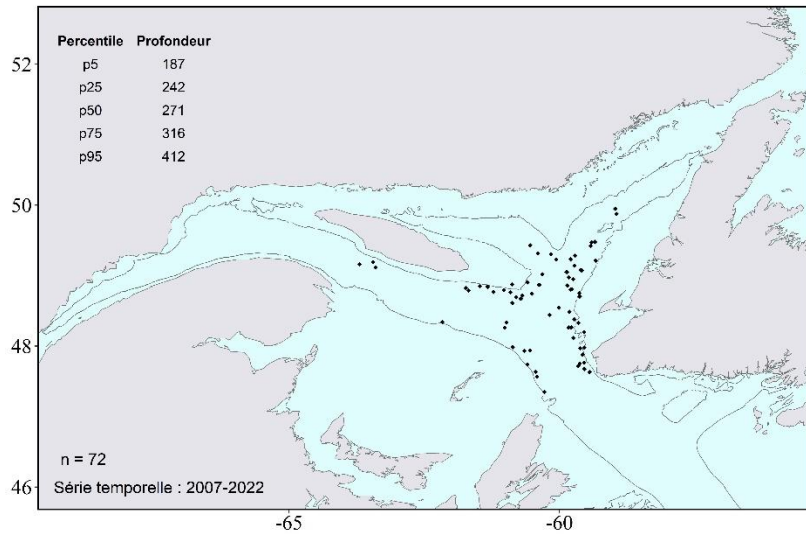 Percentile Profondeur
p5 187
p25 242
p50 271
p75 316
p95 412
n = 72
Série temporelle : 2007-2022
52
50
48
46
-65 -60